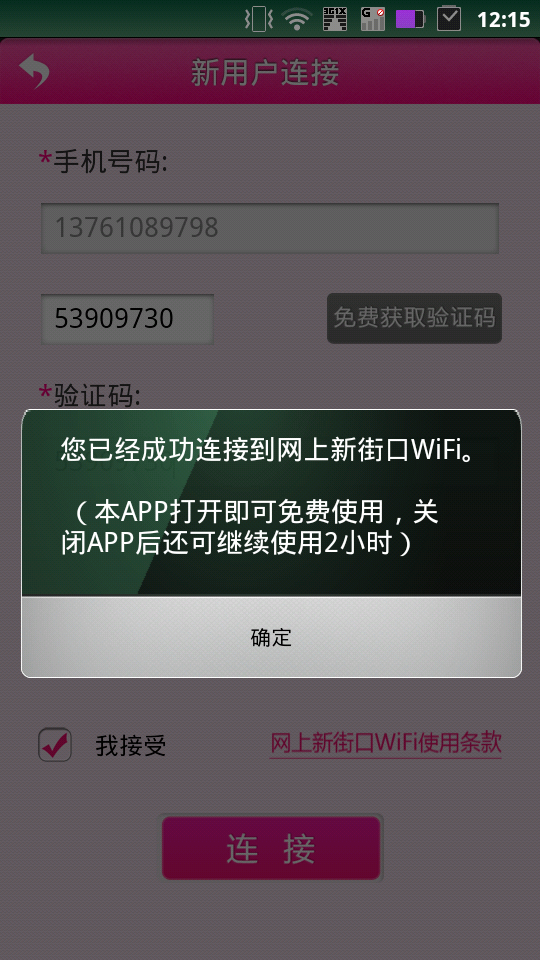 12:15
新用户连接
*手机号码:
13761089798
53909730
免费获取验证码
*验证码:
您已经成功连接到网上新街口WiFi。
（本APP打开即可免费使用，关
闭APP后还可继续使用2小时）
确定
我接受
网上新街口WiFi使用条款
连 接